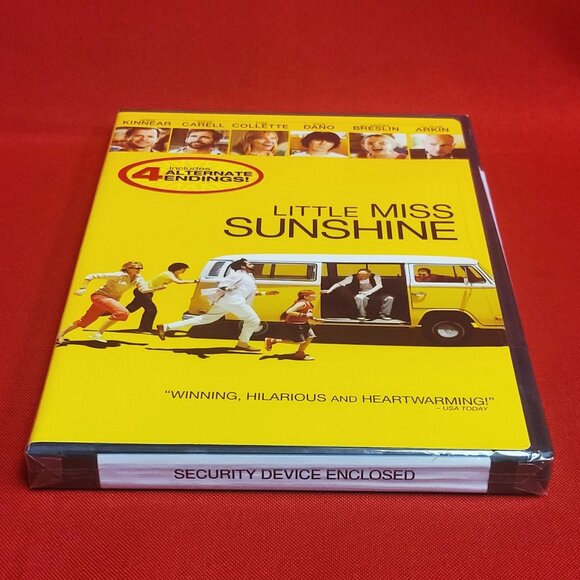 KINNEAR CARELL COLLETTE DANO BRESLIN ARKIN
includes
4 ALTERNATE
ENDINGS!
LITTLE MISS
SUNSHINE
"WINNING, HILARIOUS AND HEARTWARMING!"
– USA TODAY
SECURITY DEVICE ENCLOSED